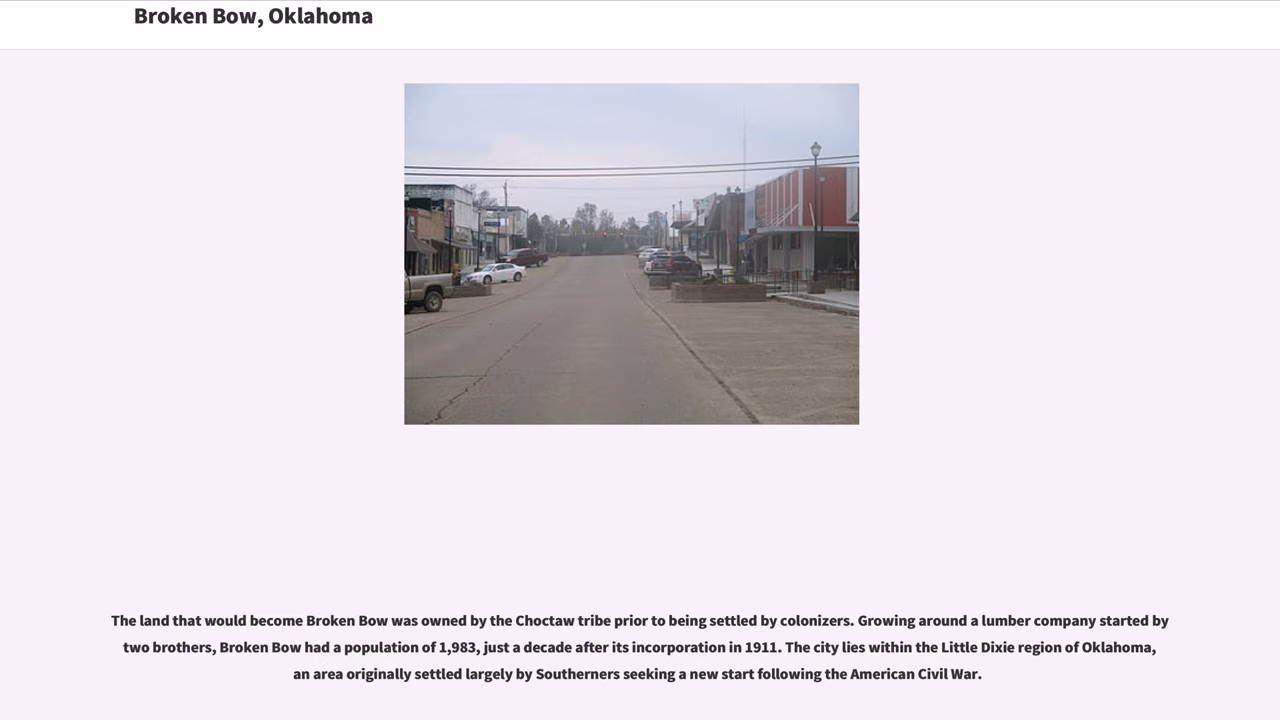 Broken Bow, Oklahoma
The land that would become Broken Bow was owned by the Choctaw tribe prior to being settled by colonizers. Growing around a lumber company started by
two brothers, Broken Bow had a population of 1,983, just a decade after its incorporation in 1911. The city lies within the Little Dixie region of Oklahoma,
an area originally settled largely by Southerners seeking a new start following the American Civil War.